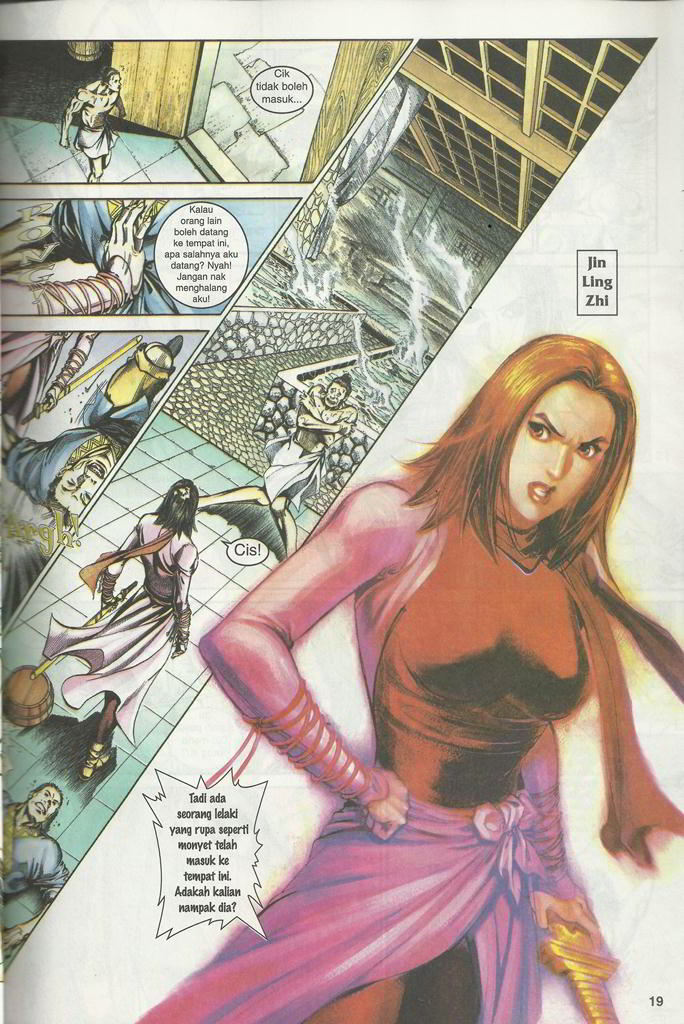 Cik
tidak boleh
masuk...
Kalau
orang lain
boleh datang
ke tempat ini,
apa salahnya aku
datang? Nyah!
Jangan nak
menghalang
aku!
Cis!
Jin
Ling
Zhi
Tadi ada
seorang lelaki
yang rupa seperti
monyet telah
masuk ke
tempat ini.
Adakah kalian
nampak dia?
19